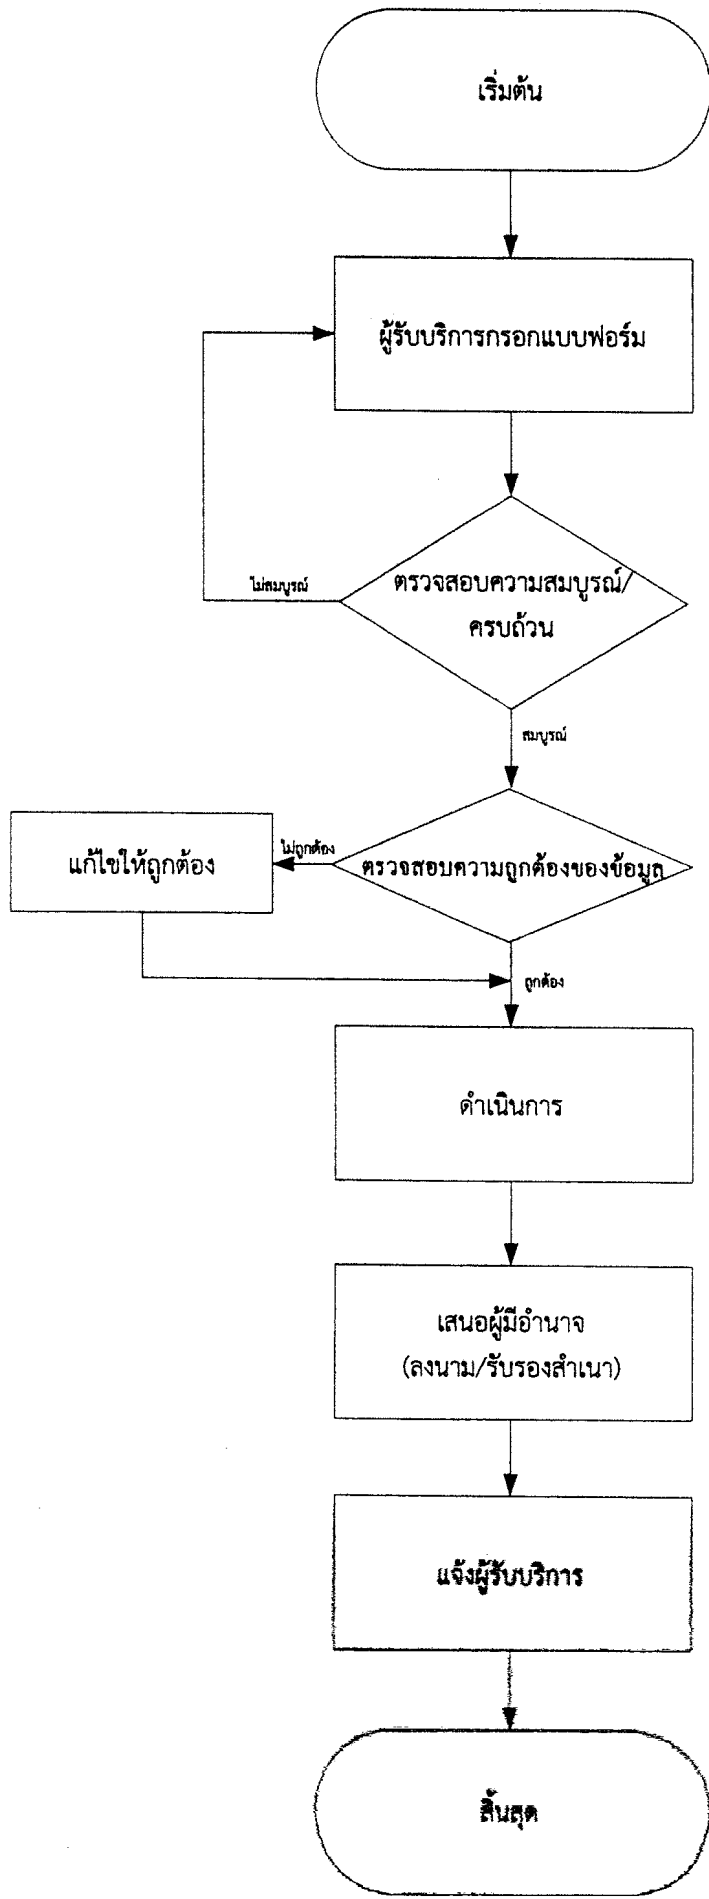 เริ่มต้น
ผู้รับบริการกรอกแบบฟอร์ม
ไม่สมบูรณ์
ตรวจสอบความสมบูรณ์/
ครบถ้วน
สมบูรณ์
แก้ไขให้ถูกต้อง
ไม่ถูกต้อง
ตรวจสอบความถูกต้องของข้อมูล
ถูกต้อง
ดำเนินการ
เสนอผู้มีอำนาจ
(ลงนาม/รับรองสำเนา)
แจ้งผู้รับบริการ
สิ้นสุด